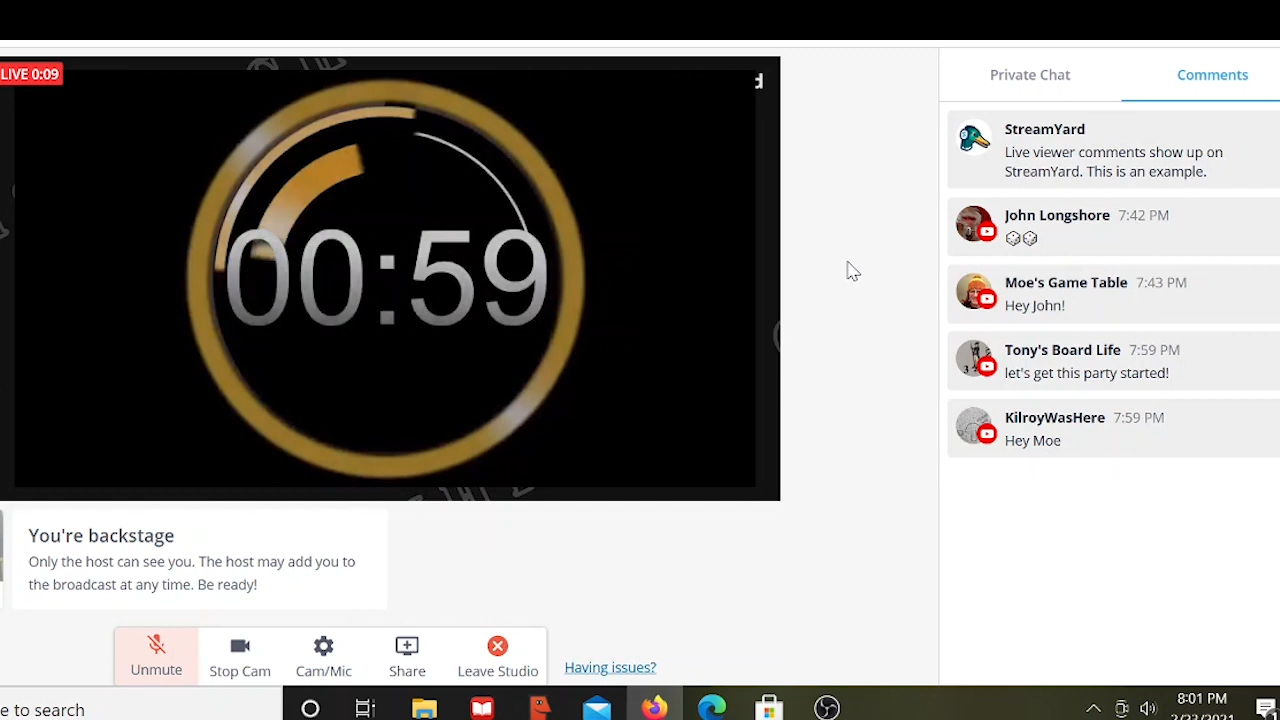 LIVE 0:09
d
00:59
Private Chat
Comments
StreamYard
Live viewer comments show up on
StreamYard. This is an example.
John Longshore 7:42 PM
🎲🎲
Moe's Game Table 7:43 PM
Hey John!
Tony's Board Life 7:59 PM
let's get this party started!
KilroyWasHere 7:59 PM
Hey Moe
You're backstage
Only the host can see you. The host may add you to
the broadcast at any time. Be ready!
Unmute
Stop Cam
Cam/Mic
Share
Leave Studio
Having issues?
e to search
8:01 PM